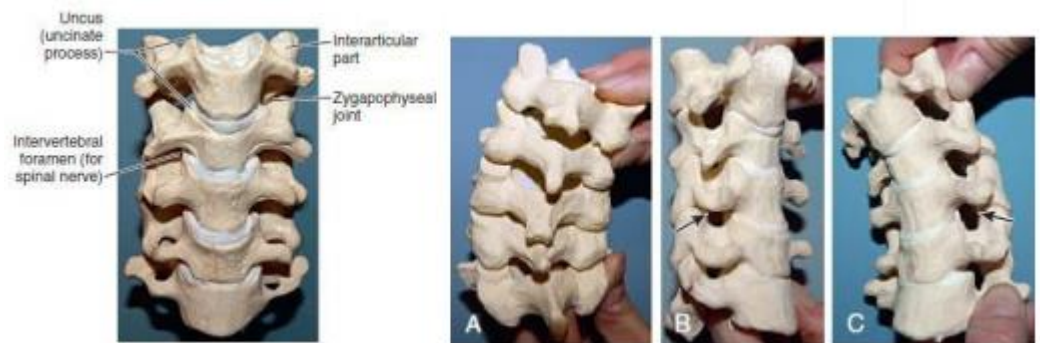 Uncus
(uncinate
process)
Interarticular
part
Zygapophyseal
joint
Intervertebral
foramen (for
spinal nerve)
A
B
C